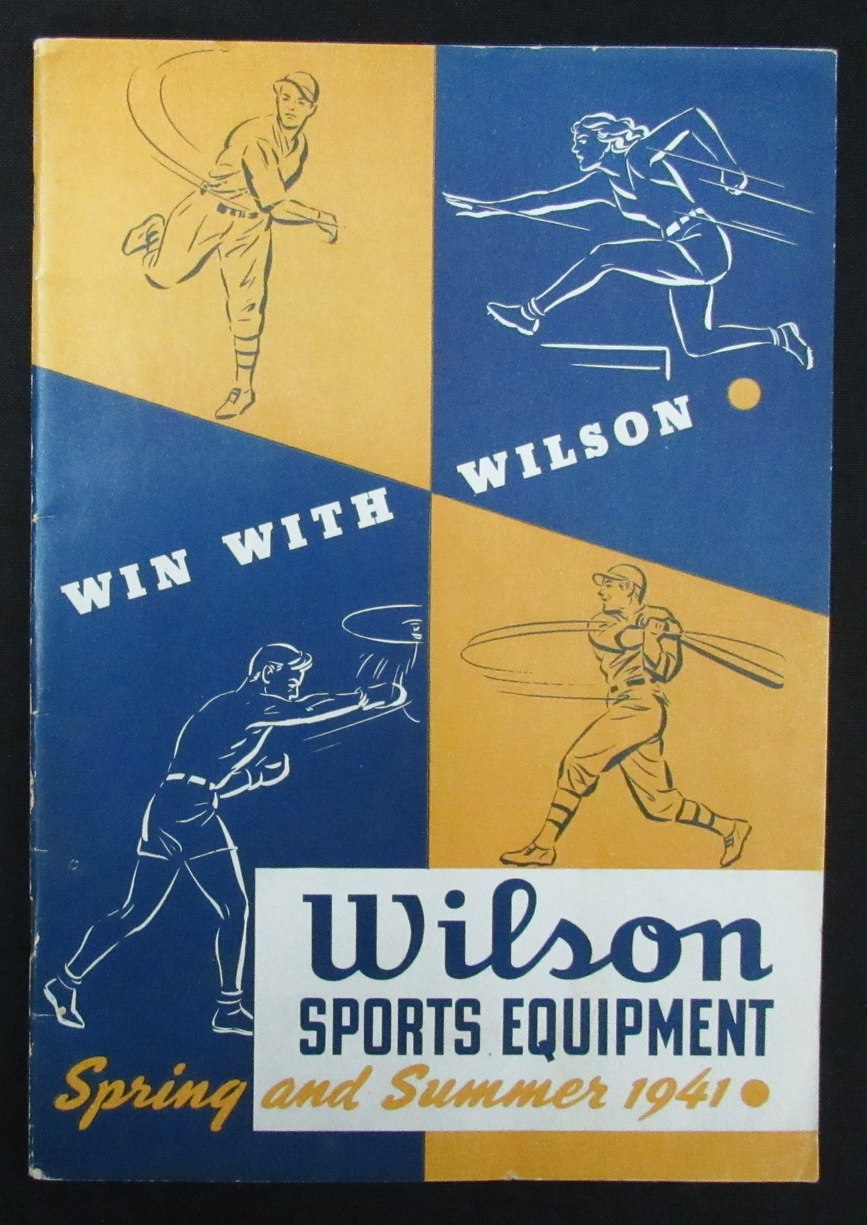 WIN WITH WILSON
Wilson
SPORTS EQUIPMENT
Spring and Summer 1941